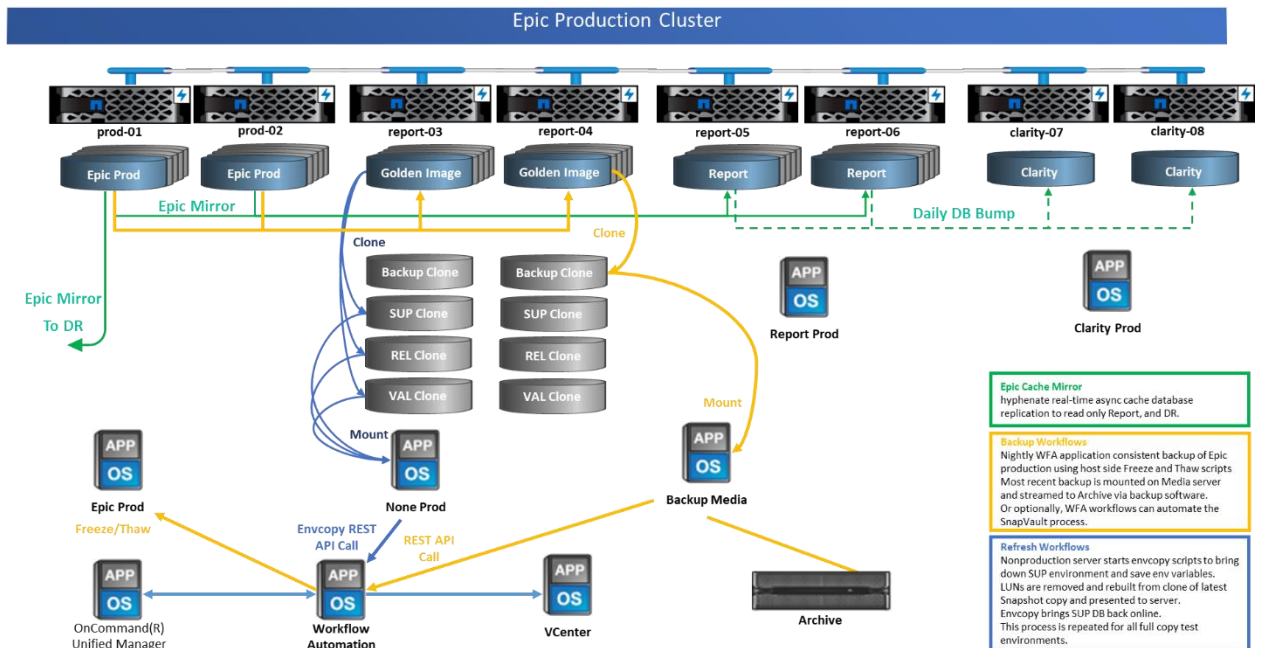 Epic Production Cluster
prod-01
prod-02
report-03
report-04
report-05
report-06
clarity-07
clarity-08
Epic Prod
Epic Prod
Golden Image
Golden Image
Report
Report
Clarity
Clarity
Epic Mirror
Daily DB Bump
Clone
Clone
Backup Clone
SUP Clone
REL Clone
VAL Clone
Backup Clone
SUP Clone
REL Clone
VAL Clone
Epic Mirror
To DR
APP
OS
Report Prod
APP
OS
Clarity Prod
Mount
Mount
APP
OS
Epic Prod
APP
OS
None Prod
APP
OS
Backup Media
Freeze/Thaw
Envcopy REST
API Call
REST API
Call
APP
OS
OnCommand(R)
Unified Manager
APP
OS
Workflow
Automation
APP
OS
VCenter
Archive
Epic Cache Mirror
hyphenate real-time async cache database
replication to read only Report, and DR.
Backup Workflows
Nightly WFA application consistent backup of Epic
production using host side Freeze and Thaw scripts
Most recent backup is mounted on Media server
and streamed to Archive via backup software.
Or optionally, WFA workflows can automate the
SnapVault process.
Refresh Workflows
Nonproduction server starts envcopy scripts to bring
down SUP environment and save env variables.
LUNs are removed and rebuilt from clone of latest
Snapshot copy and presented to server.
Envcopy brings SUP DB back online.
This process is repeated for all full copy test
environments.